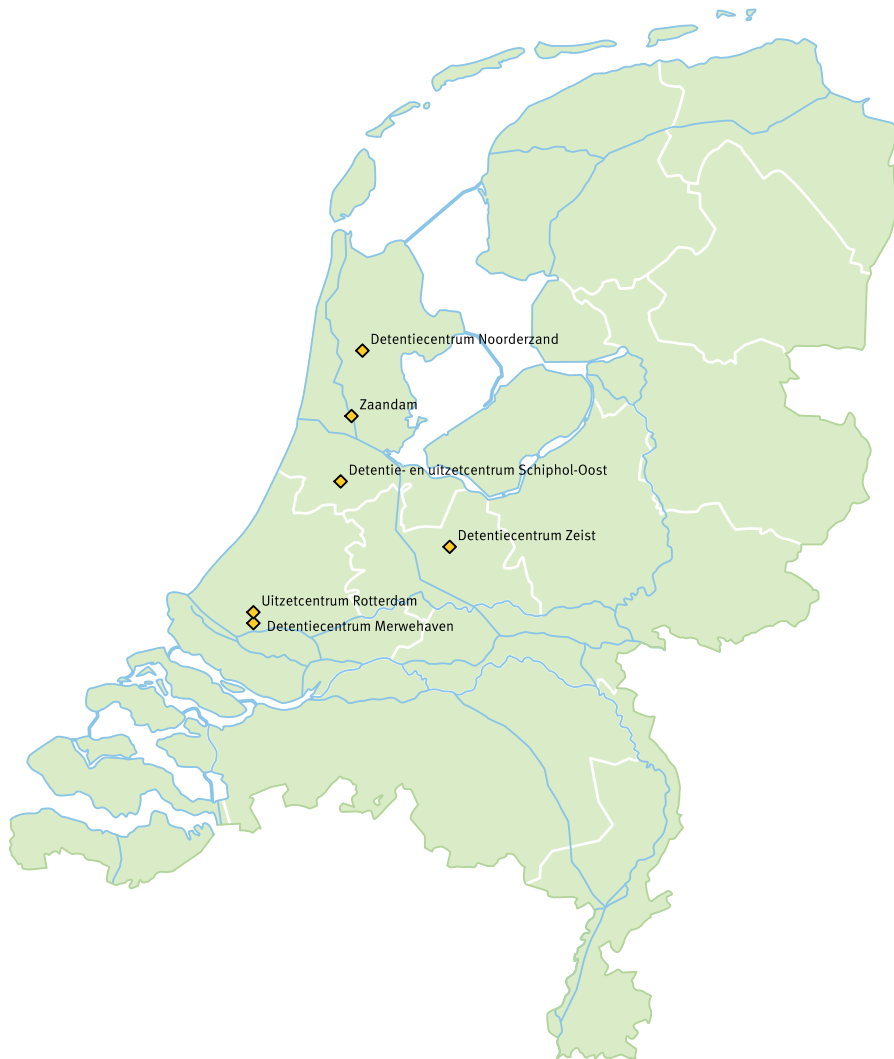 Detentiecentrum Noorderzand
Zaandam
Detentie- en uitzetcentrum Schiphol-Oost
Detentiecentrum Zeist
Uitzetcentrum Rotterdam
Detentiecentrum Merwehaven